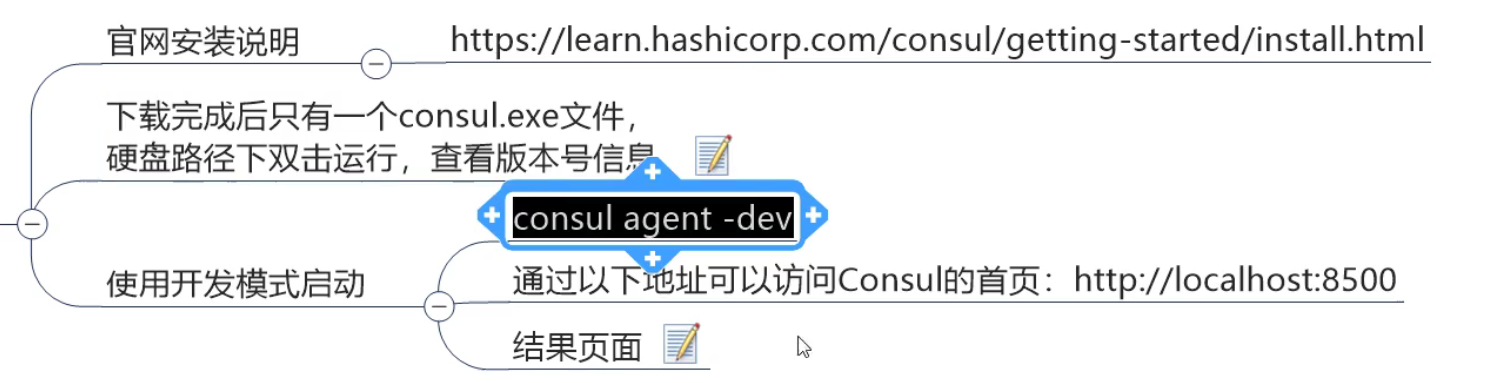 官网安装说明
https://learn.hashicorp.com/consul/getting-started/install.html
下载完成后只有一个consul.exe文件，
硬盘路径下双击运行，查看版本号信息
consul agent -dev
使用开发模式启动
通过以下地址可以访问Consul的首页：http://localhost:8500
结果页面